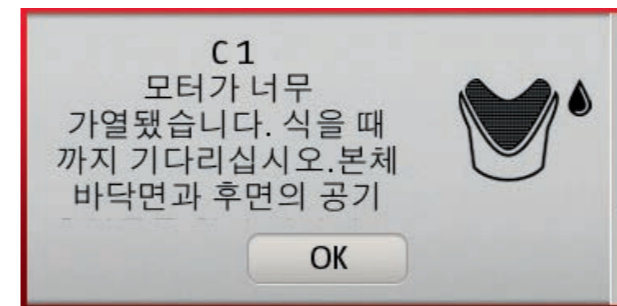 C 1
모터가 너무
가열됐습니다. 식을 때
까지 기다리십시오.본체
바닥면과 후면의 공기
OK